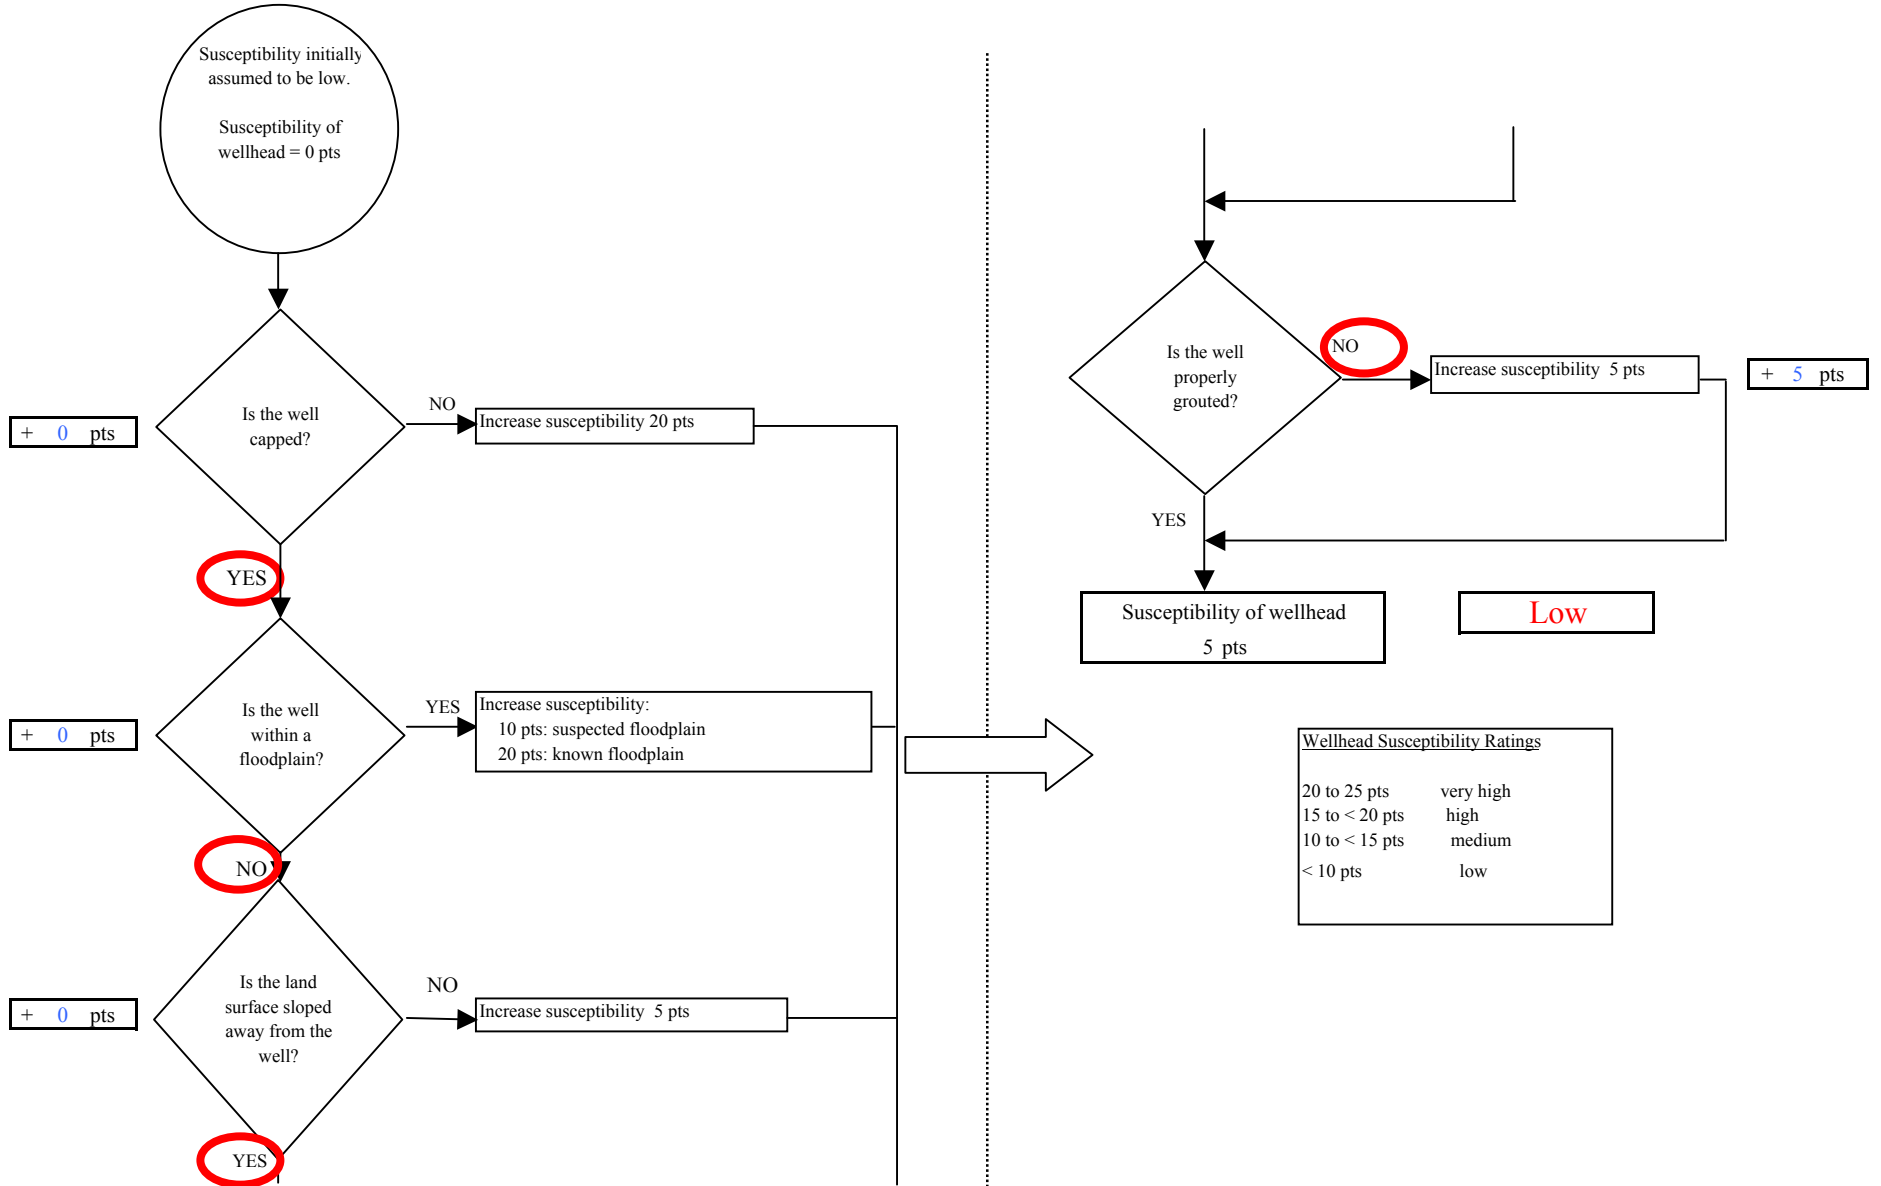 Susceptibility initially
assumed to be low.
Susceptibility of
wellhead = 0 pts
Is the well
capped?
NO
Increase susceptibility 20 pts
+ 0 pts
YES
Is the well
within a
floodplain?
YES
Increase susceptibility:
10 pts: suspected floodplain
20 pts: known floodplain
+ 0 pts
NO
Is the land
surface sloped
away from the
well?
NO
Increase susceptibility 5 pts
+ 0 pts
YES
Is the well
properly
grouted?
NO
Increase susceptibility 5 pts
+ 5 pts
YES
Susceptibility of wellhead
5 pts
Low
Wellhead Susceptibility Ratings
20 to 25 pts very high
15 to < 20 pts high
10 to < 15 pts medium
< 10 pts low